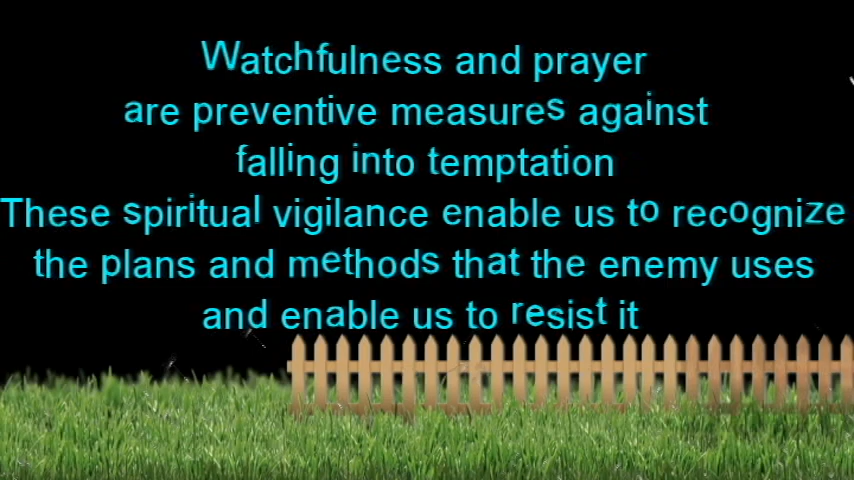 Watchfulness and prayer
are preventive measures against
falling into temptation
These spiritual vigilance enable us to recognize
the plans and methods that the enemy uses
and enable us to resist it